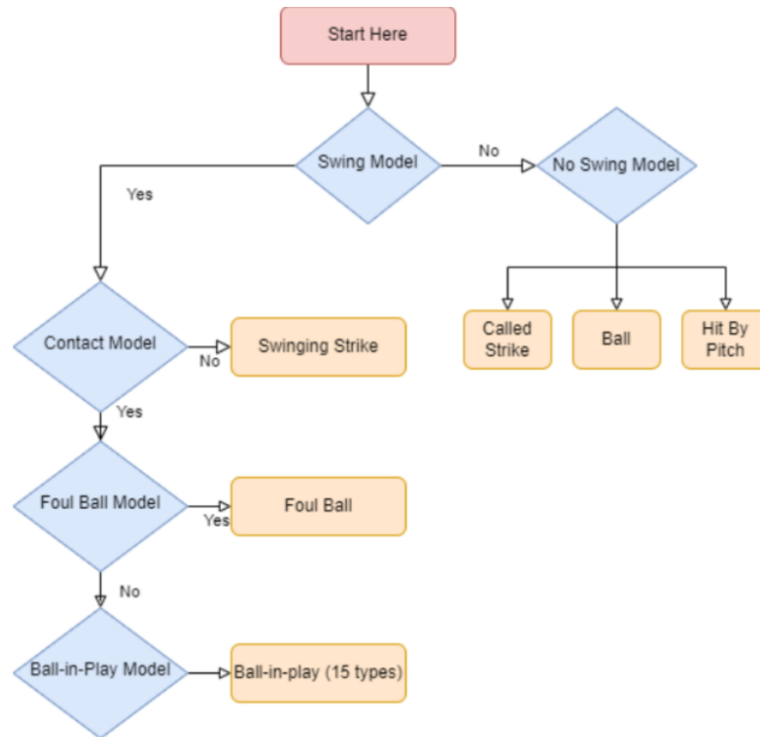 Start Here
Swing Model
No
No Swing Model
Yes
Called
Strike
Ball
Hit By
Pitch
Contact Model
No
Swinging Strike
Yes
Foul Ball Model
Yes
Foul Ball
No
Ball-in-Play Model
Ball-in-play (15 types)